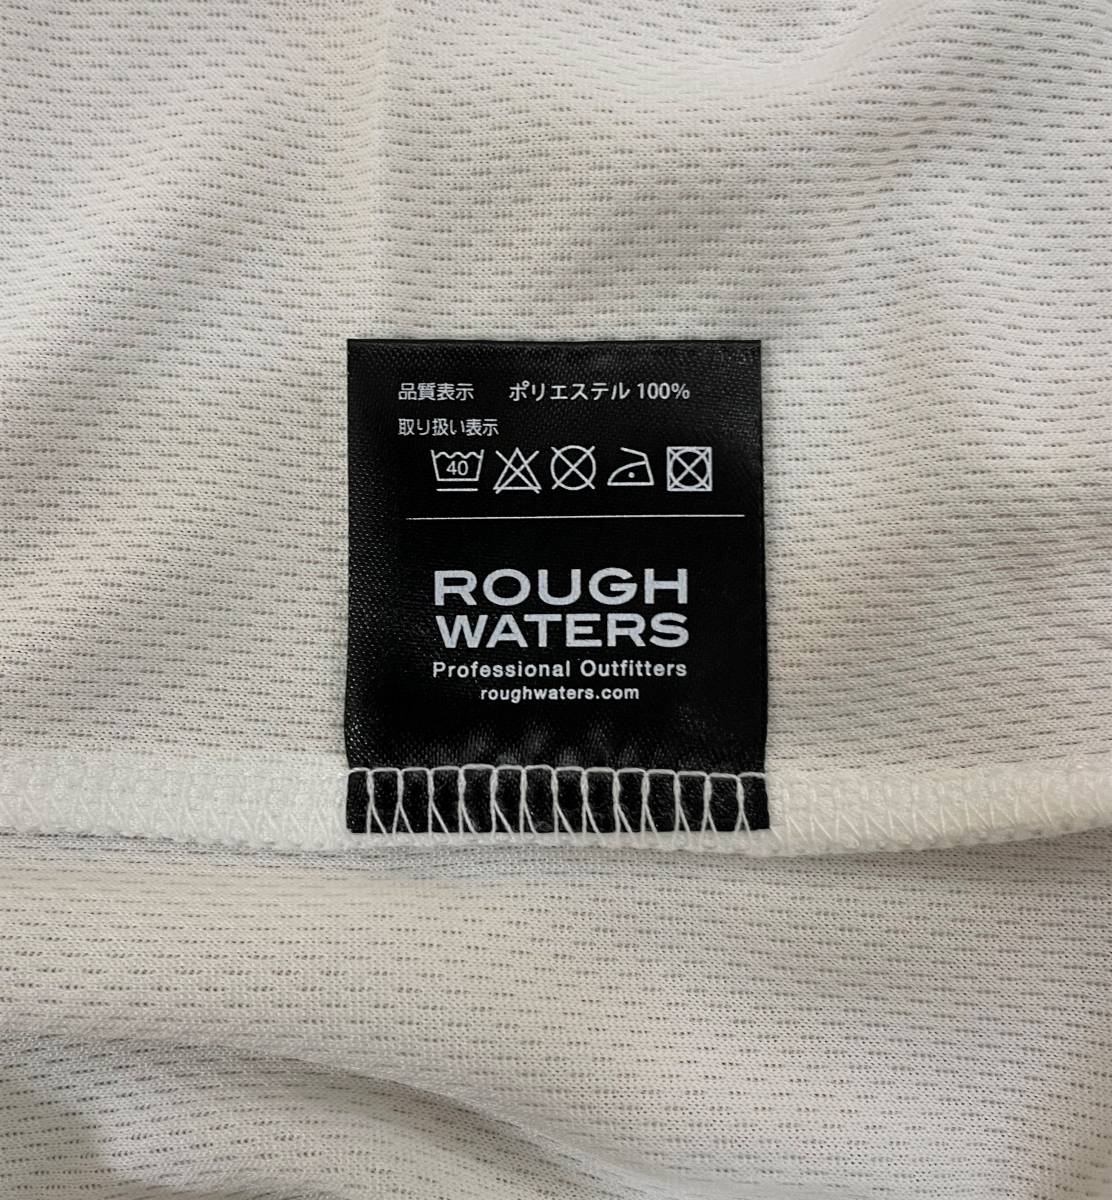 品質表示 ポリエステル 100%
取り扱い表示
40
ROUGH
WATERS
Professional Outfitters
roughwaters.com